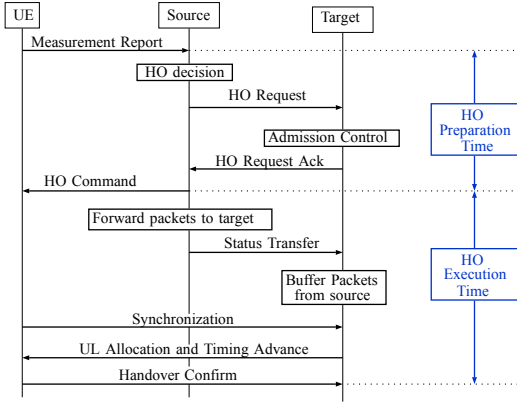 UE
Source
Target
Measurement Report
HO decision
HO Request
HO
Preparation
Time
Admission Control
HO Request Ack
HO Command
Forward packets to target
Status Transfer
HO
Execution
Time
Buffer Packets
from source
Synchronization
UL Allocation and Timing Advance
Handover Confirm